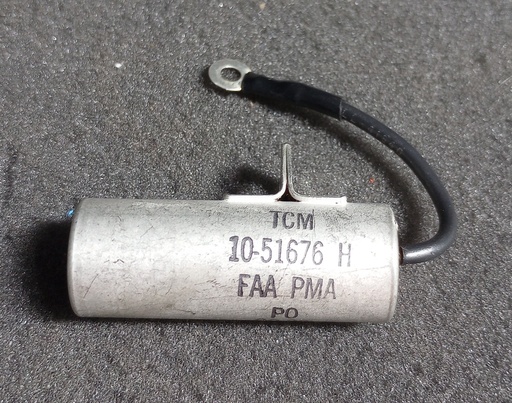 TCM
10-51676 H
FAA PMA
PO